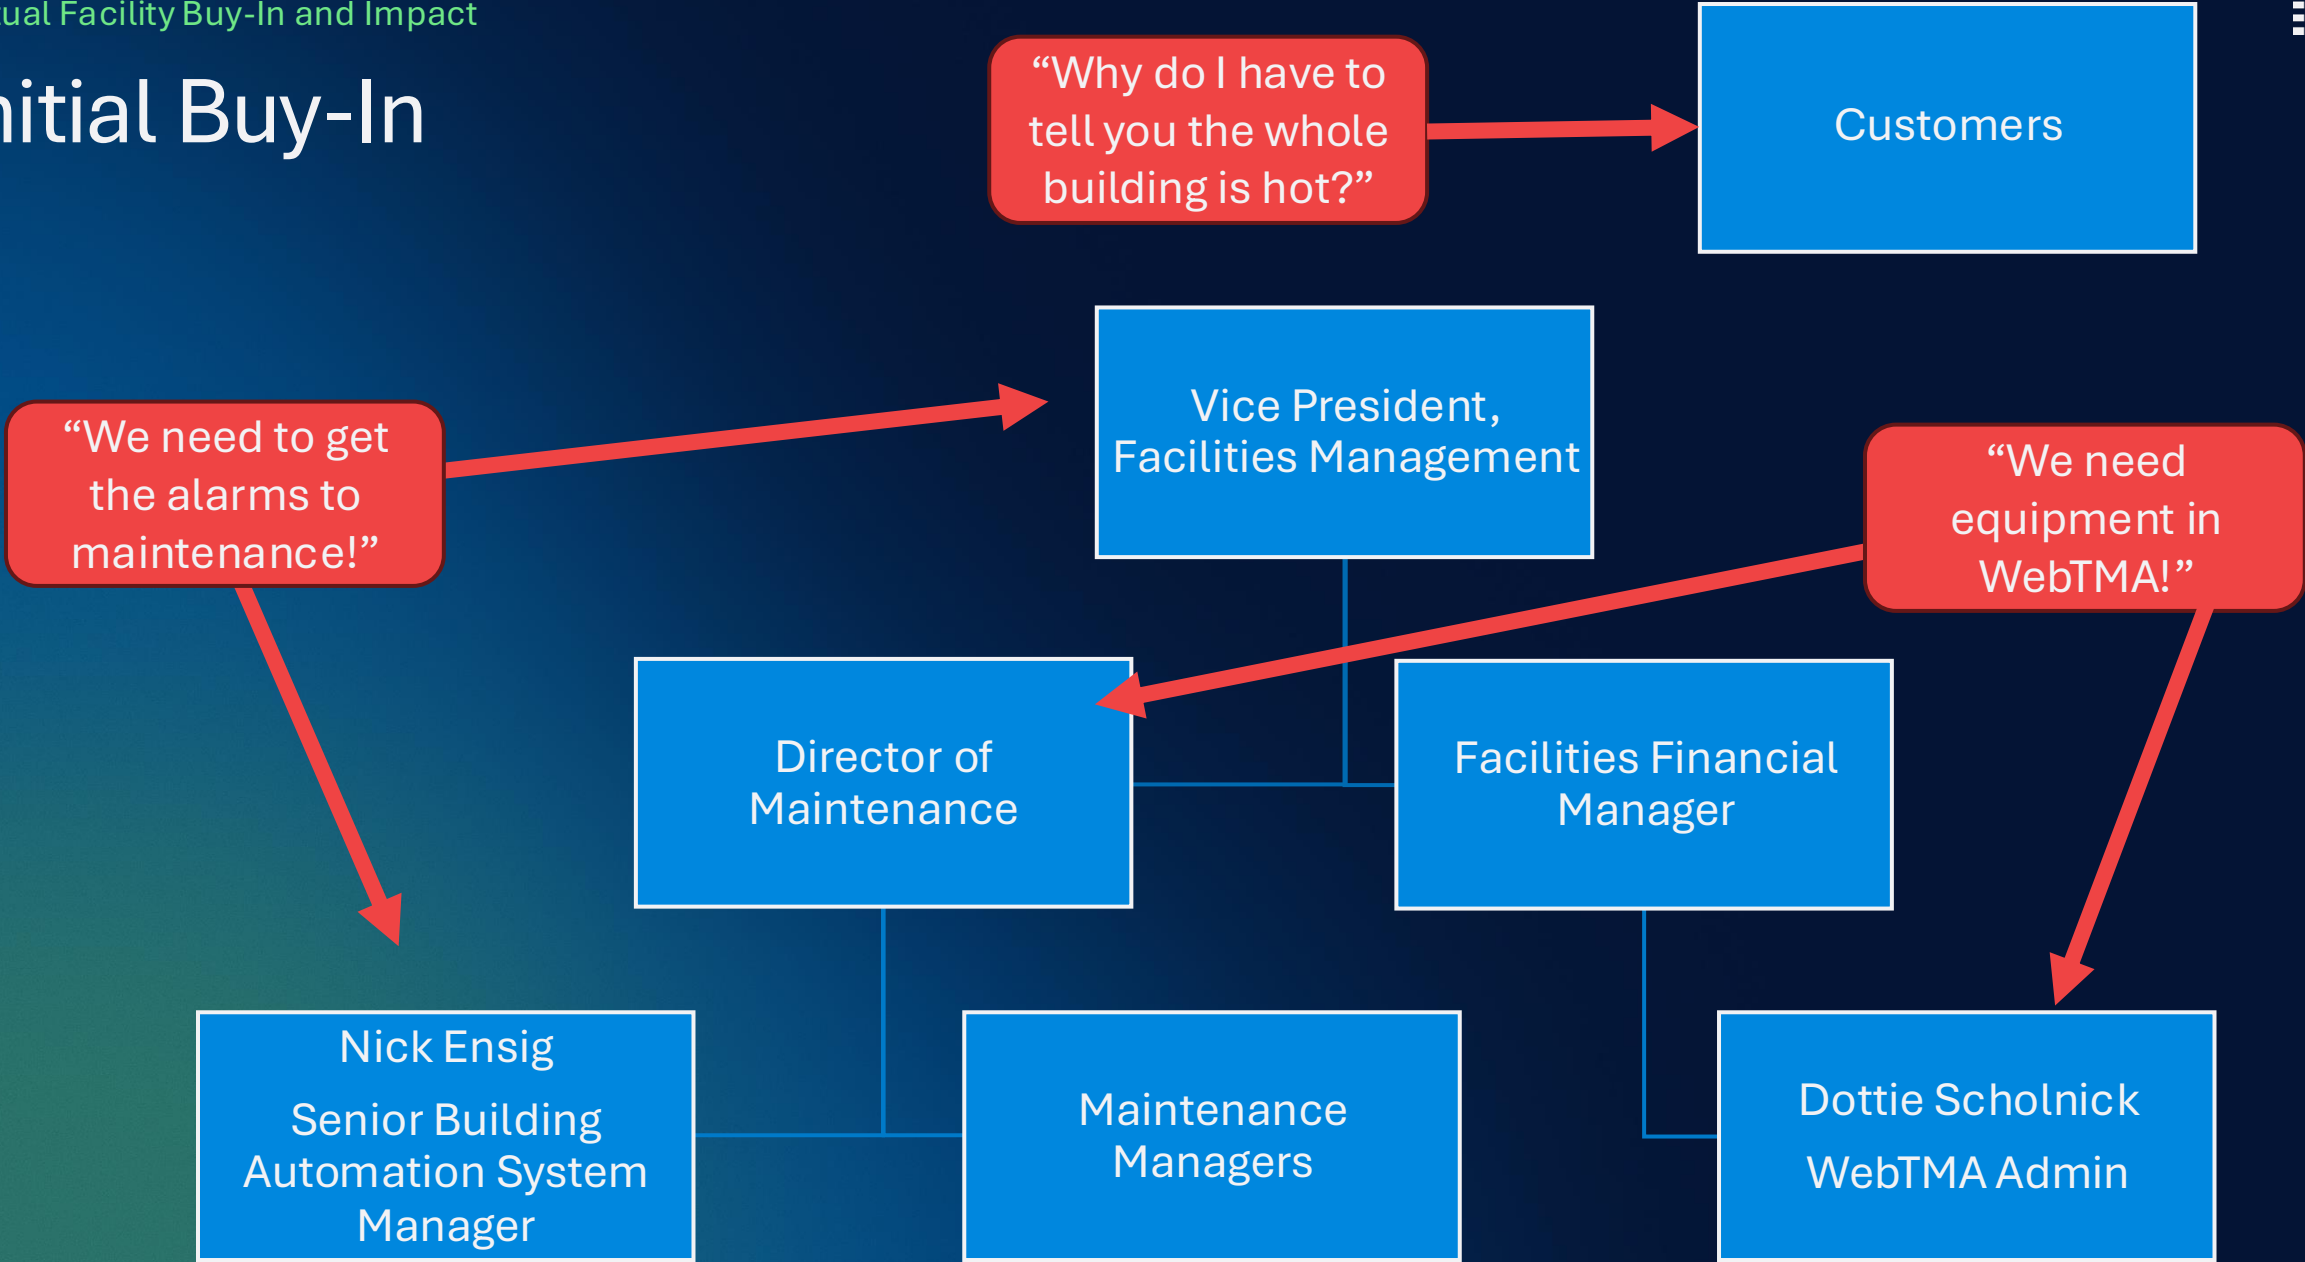 tual Facility Buy-In and Impact
nitial Buy-In
“Why do I have to
tell you the whole
building is hot?”
Customers
Vice President,
Facilities Management
“We need to get
the alarms to
maintenance!”
“We need
equipment in
WebTMA!”
Director of
Maintenance
Facilities Financial
Manager
Nick Ensig
Senior Building
Automation System
Manager
Maintenance
Managers
Dottie Scholnick
WebTMA Admin